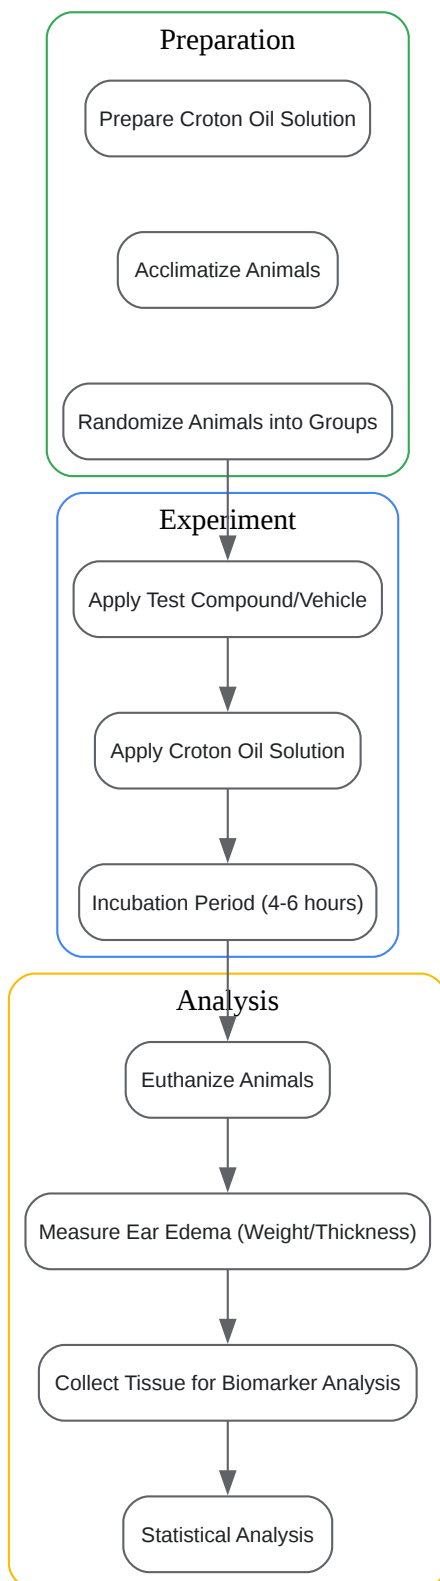 Preparation
Prepare Croton Oil Solution
Acclimatize Animals
Randomize Animals into Groups
Experiment
Apply Test Compound/Vehicle
Apply Croton Oil Solution
Incubation Period (4-6 hours)
Analysis
Euthanize Animals
Measure Ear Edema (Weight/Thickness)
Collect Tissue for Biomarker Analysis
Statistical Analysis